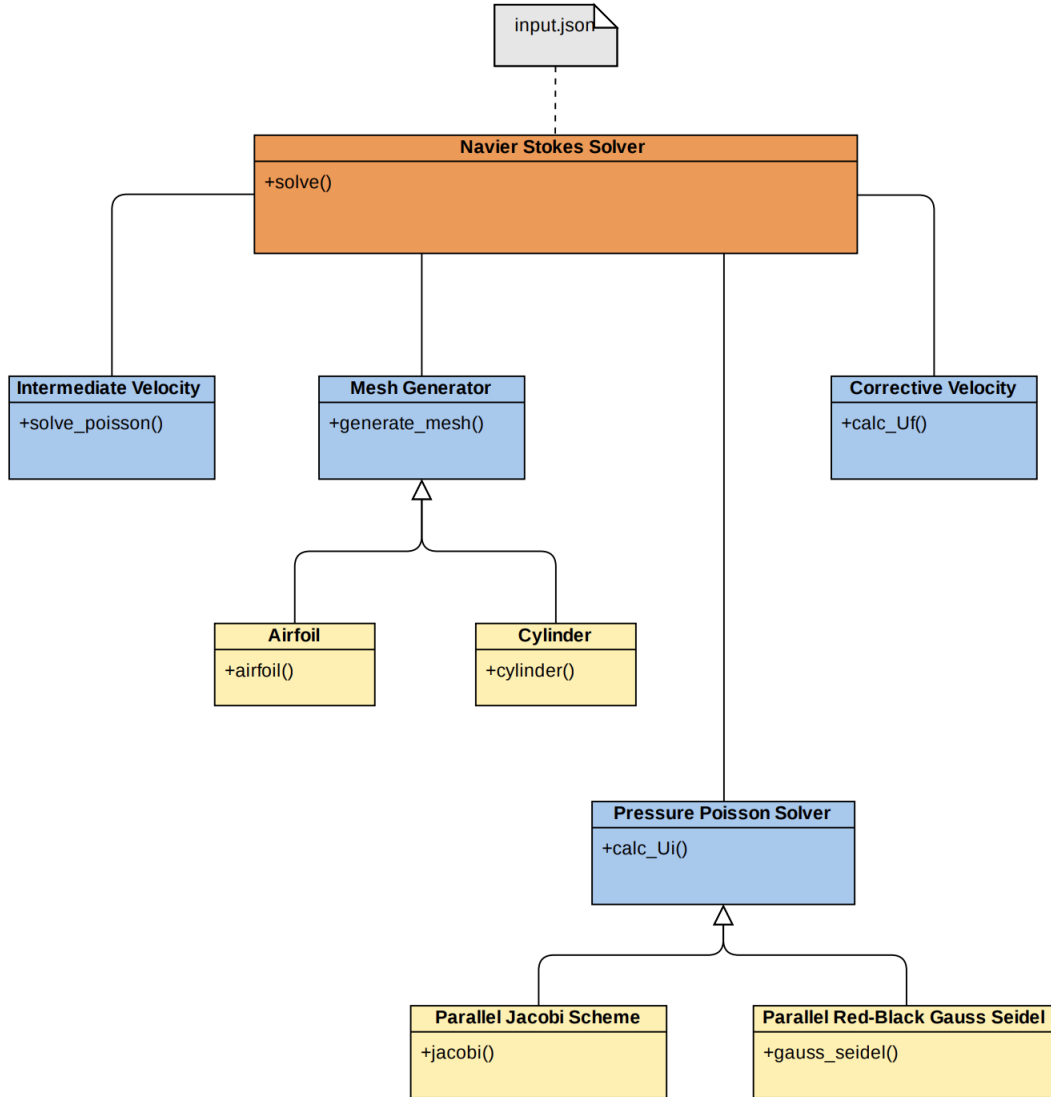 input.json
Navier Stokes Solver
+solve()
Intermediate Velocity
+solve_poisson()
Mesh Generator
+generate_mesh()
Corrective Velocity
+calc_Uf()
Airfoil
+airfoil()
Cylinder
+cylinder()
Pressure Poisson Solver
+calc_Ui()
Parallel Jacobi Scheme
+jacobi()
Parallel Red-Black Gauss Seidel
+gauss_seidel()